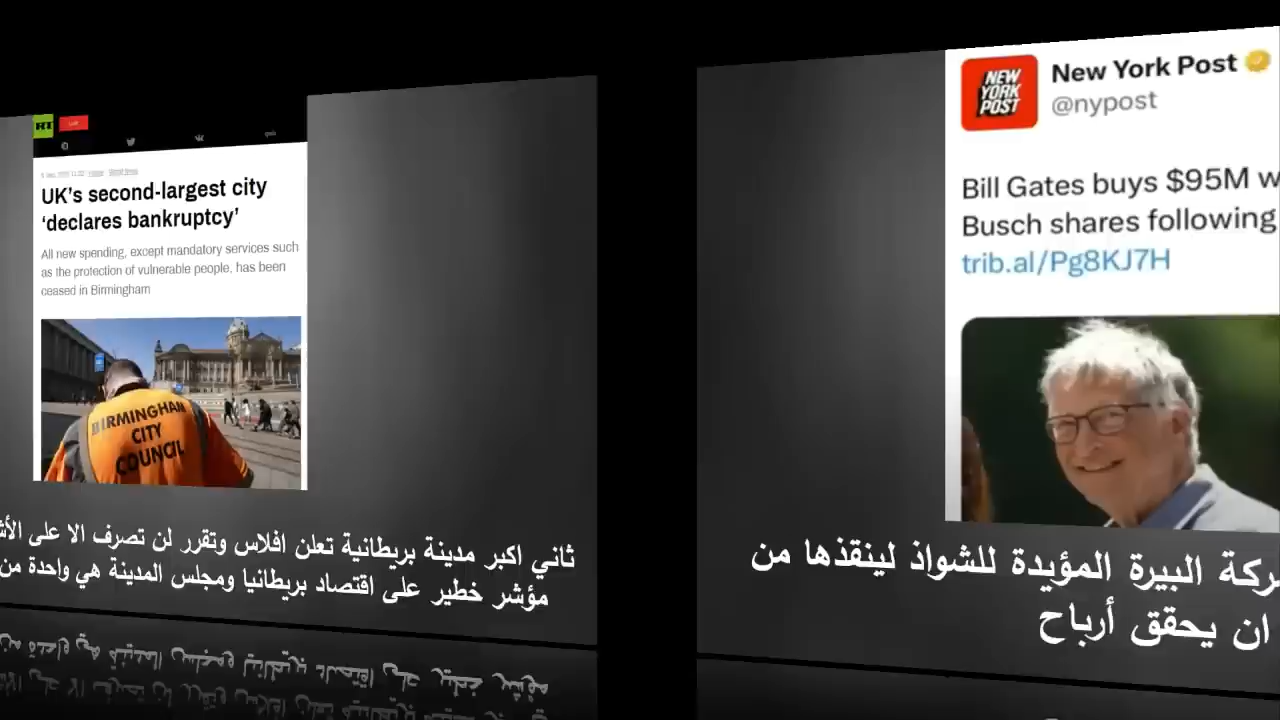 RT
UK's second-largest city
'declares bankruptcy'
All new spending, except mandatory services such
as the protection of vulnerable people, has been
ceased in Birmingham
BIRMINGHAM
CITY
COUNCIL
ثاني اكبر مدينة بريطانية تعلن افلاس وتقرر لن تصرف الا على
مؤشر خطير على اقتصاد بريطانيا ومجلس المدينة هي واحدة من
NEW
YORK
POST
New York Post
@nypost
Bill Gates buys $95M w
Busch shares following
trib.al/Pg8KJ7H
البيرة المؤيدة للشواذ لينقذها من
ان يحقق أرباح